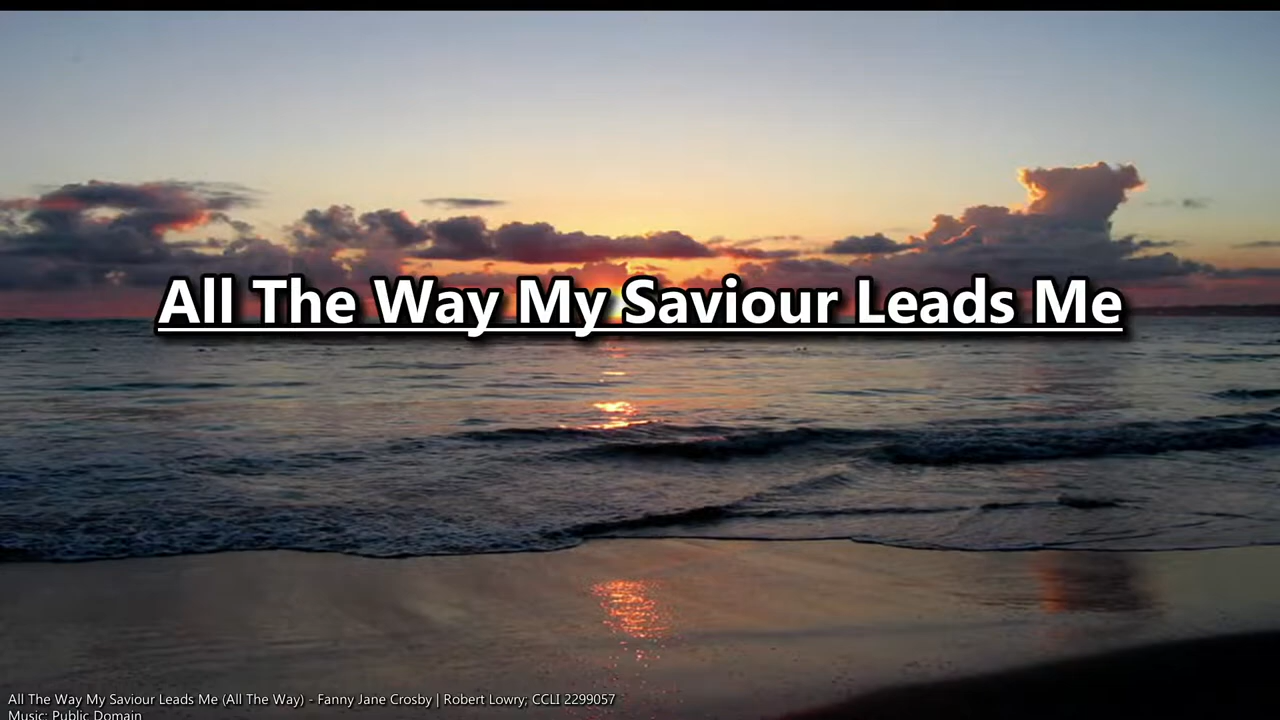 All The Way My Saviour Leads Me
All The Way My Saviour Leads Me (All The Way) - Fanny Jane Crosby | Robert Lowry; CCLI 2299057
Music: Public Domain